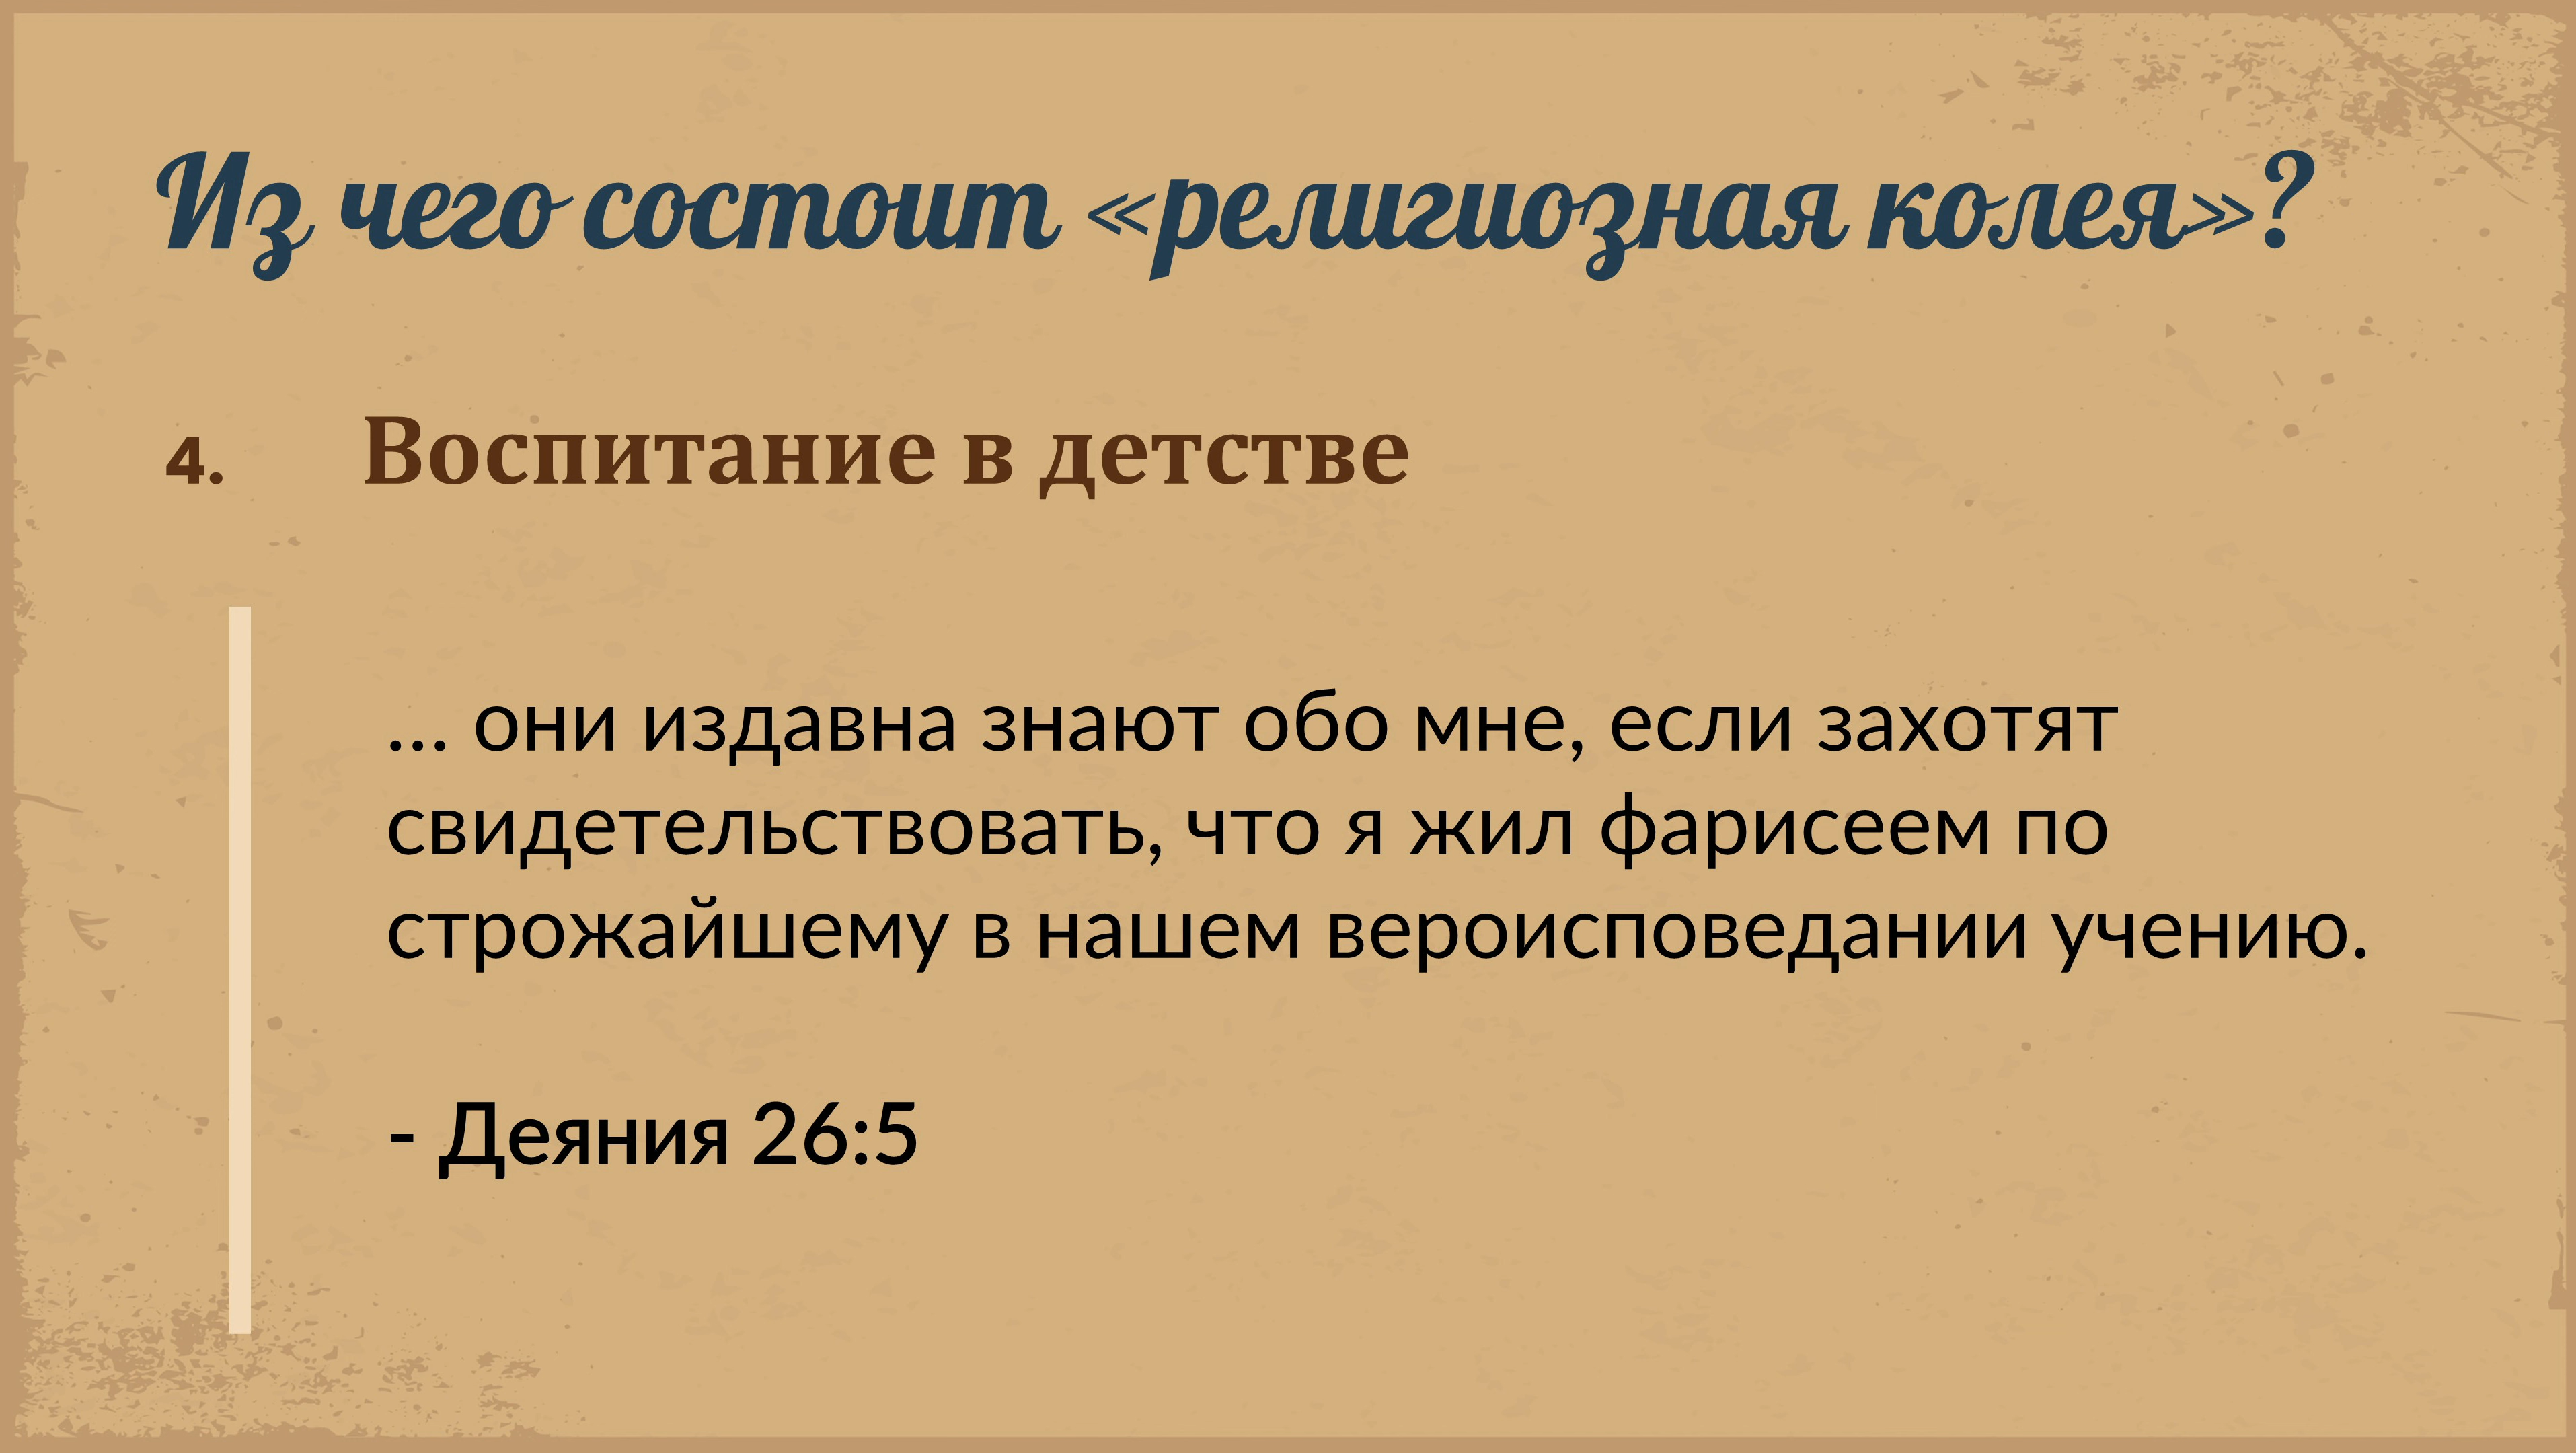 Из чего состоит «религиозная колея»?
4. Воспитание в детстве
... они издавна знают обо мне, если захотят
свидетельствовать, что я жил фарисеем по
строжайшему в нашем вероисповедании учению.
- Деяния 26:5